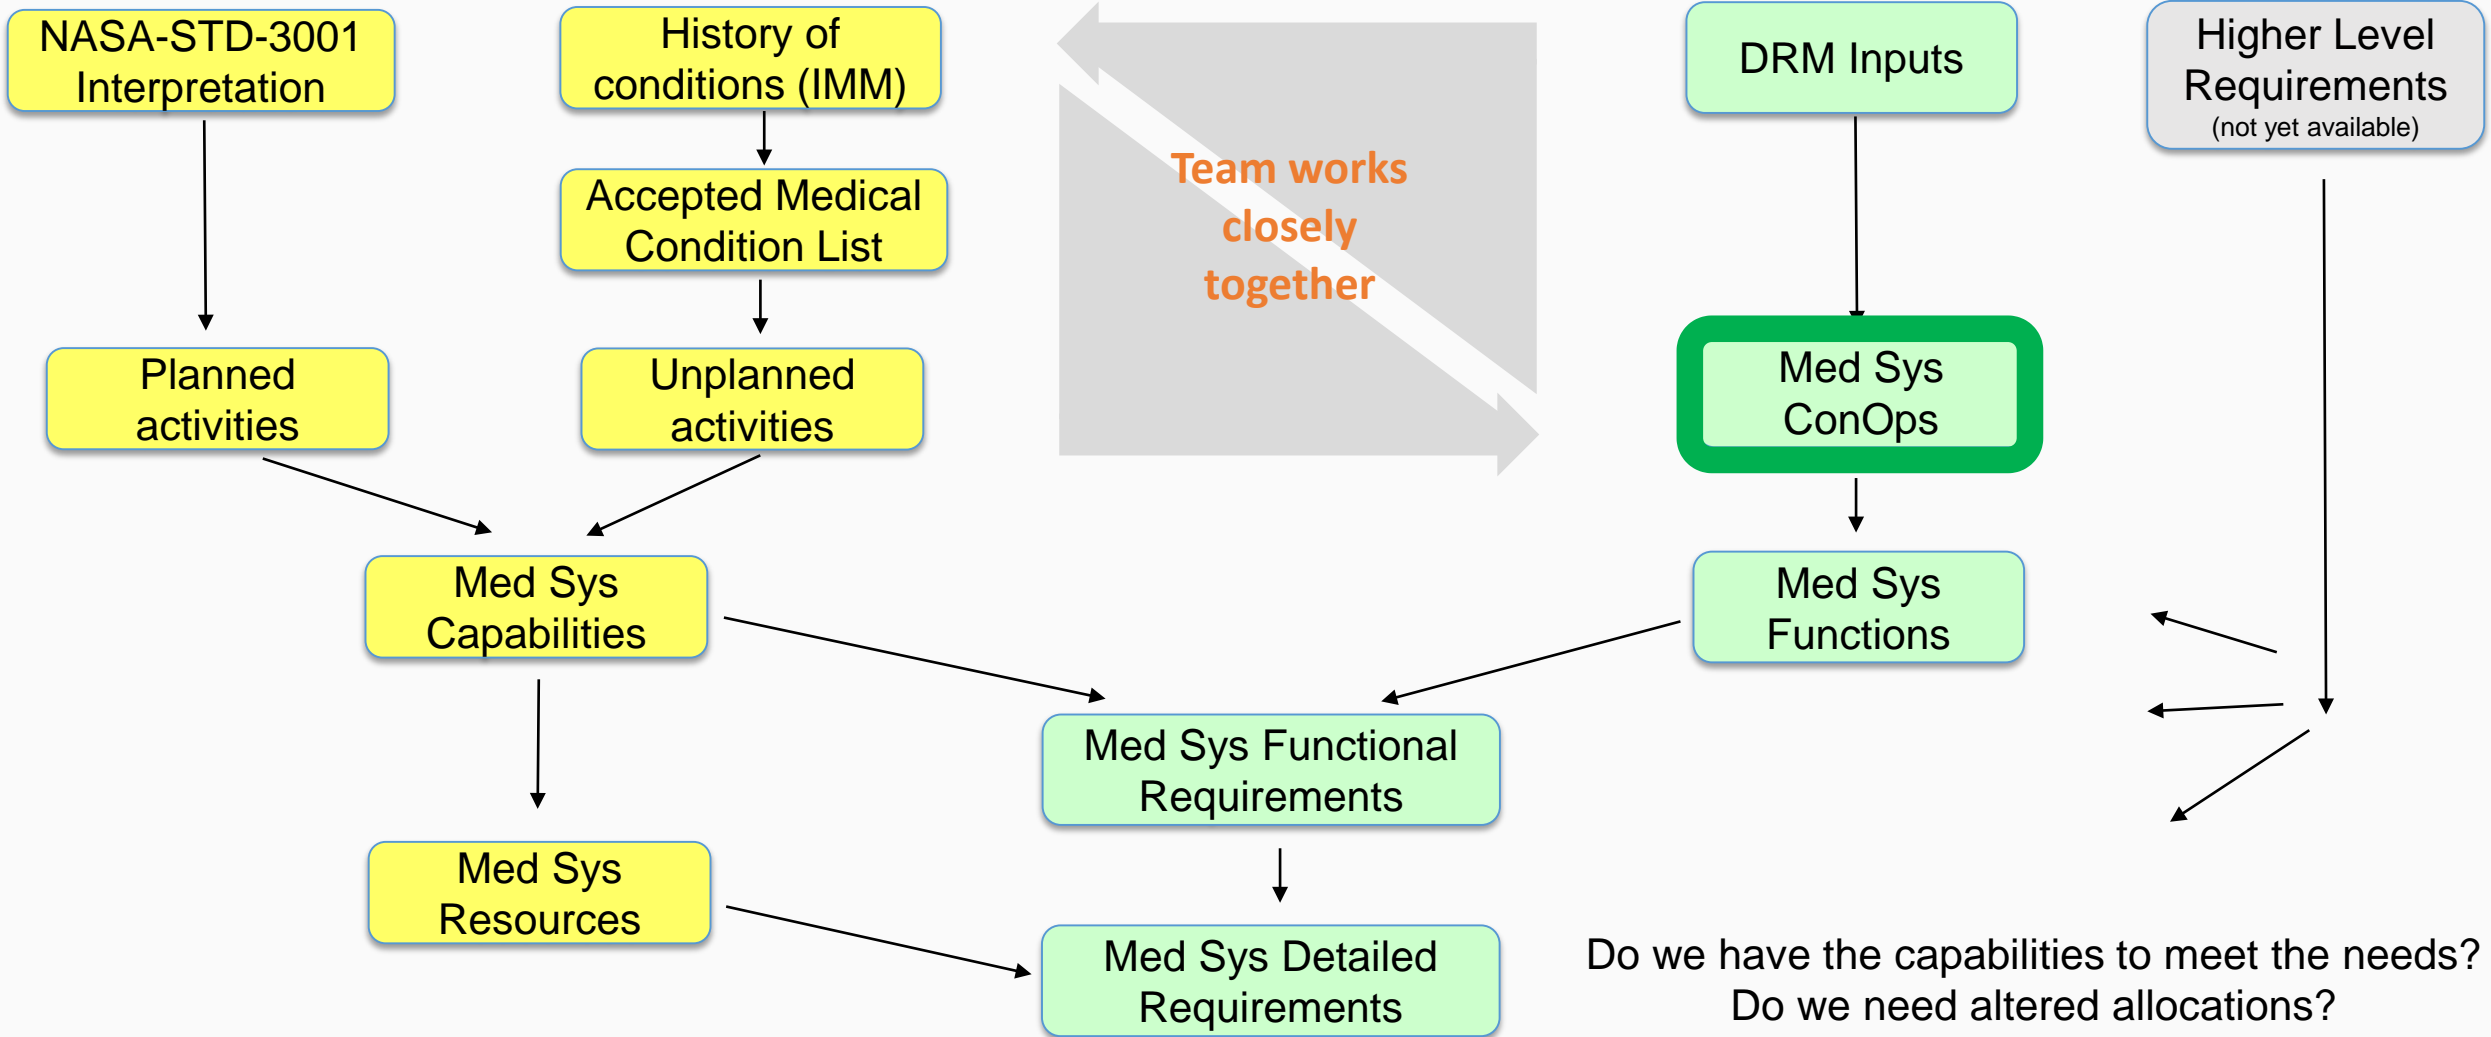 NASA-STD-3001
Interpretation
History of
conditions (IMM)
DRM Inputs
Higher Level
Requirements
(not yet available)
Team works
closely
together
Accepted Medical
Condition List
Planned
activities
Unplanned
activities
Med Sys
ConOps
Med Sys
Capabilities
Med Sys
Functions
Med Sys Functional
Requirements
Med Sys
Resources
Med Sys Detailed
Requirements
Do we have the capabilities to meet the needs?
Do we need altered allocations?